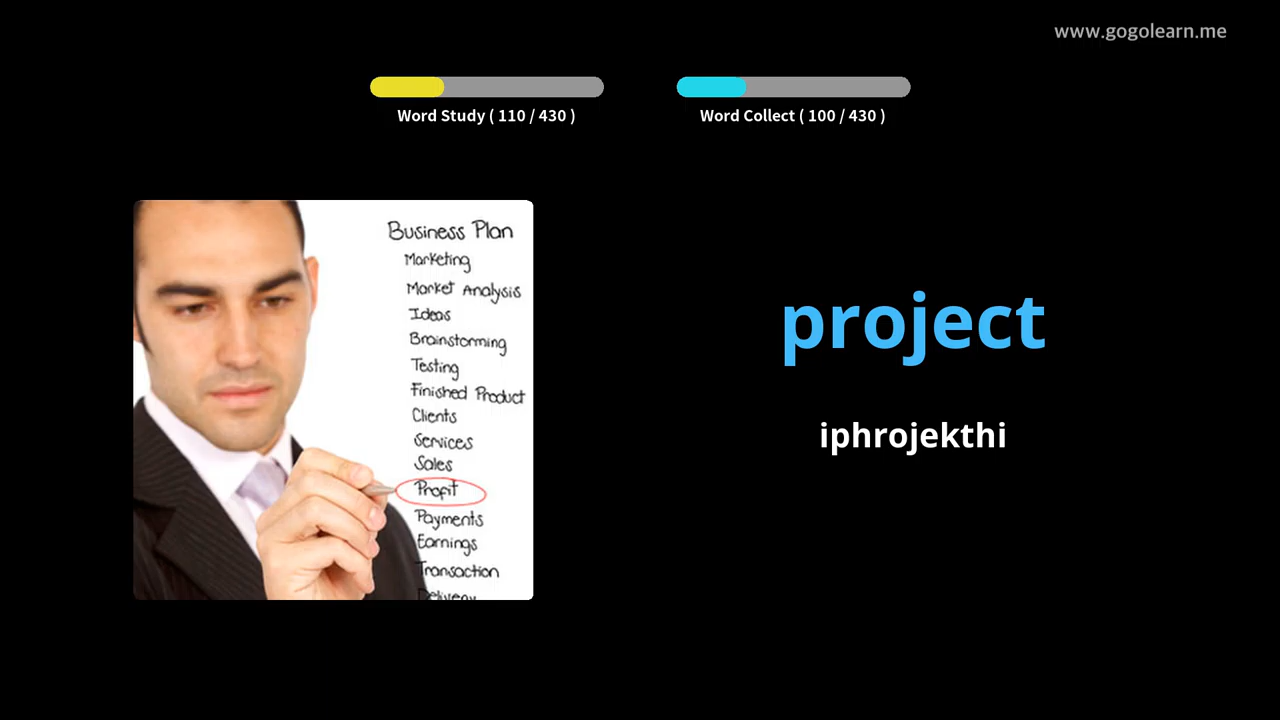 www.gogolearn.me
Word Study ( 110 / 430 )
Word Collect ( 100 / 430 )
Business Plan
Marketing
Market Analysis
Ideas
Brainstorming
Testing
Finished Product
Clients
Services
Sales
Profit
Payments
Earnings
Transaction
Delivery
project
iphrojekthi